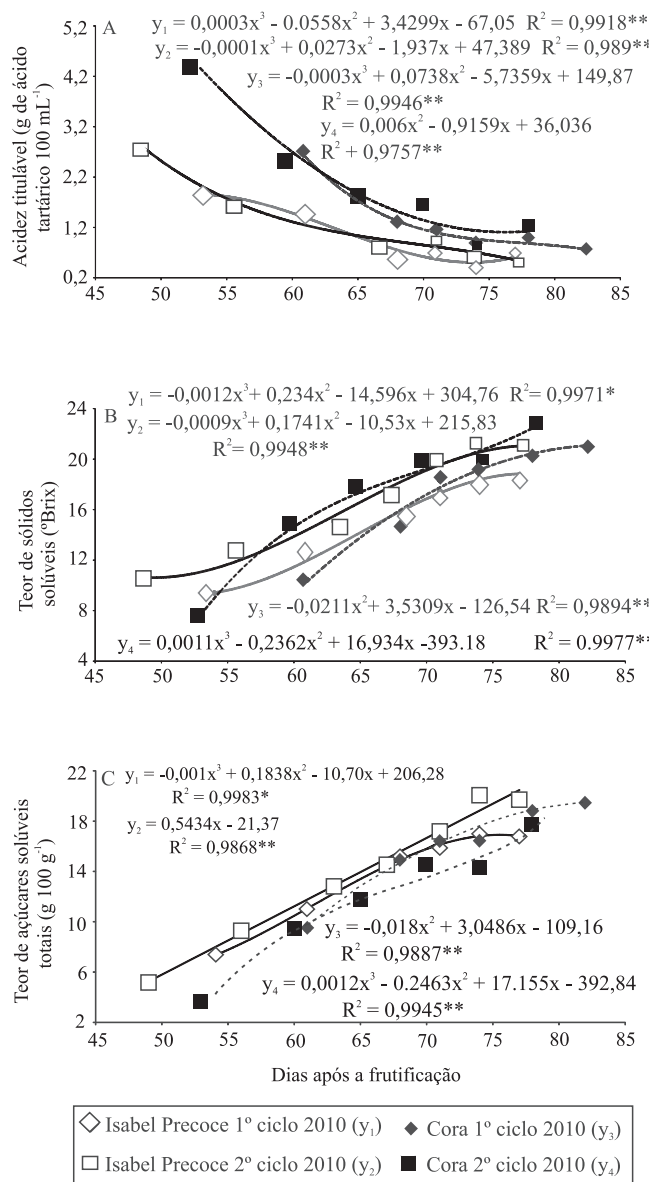 A
y₁ = 0,0003x³ - 0.0558x² + 3,4299x - 67,05 R² = 0,9918**
y₂ = -0,0001x³ + 0,0273x² - 1,937x + 47,389 R² = 0,989**
y₃ = -0,0003x³ + 0,0738x² - 5,7359x + 149,87
R² = 0,9946**
y₄ = 0,006x² - 0,9159x + 36,036
R² + 0,9757**
Acidez titulável (g de ácido
tartárico 100 mL⁻¹
5,2
4,2
3,2
2,2
1,2
0,2
45 50 55 60 65 70 75 80 85
B
y₁ = -0,0012x³+ 0,234x² - 14,596x + 304,76 R²= 0,9971*
y₂ = -0,0009x³+ 0,1741x² - 10,53x + 215,83
R²= 0,9948**
Teor de sólidos
solúveis (ºBrix)
24
20
16
12
8
4
y₃ = -0,0211x²+ 3,5309x - 126,54 R²= 0,9894**
y₄ = 0,0011x³ - 0,2362x² + 16,934x -393.18 R² = 0.9977**
45 50 55 60 65 70 75 80 85
C
y₁ = -0,001x³ + 0,1838x² - 10,70x + 206,28
R² = 0,9983*
y₂ = 0,5434x - 21,37
R² = 0,9868**
Teor de açúcares solúveis
totais (g 100 g⁻¹)
22
18
14
10
6
2
y₃ = -0,018x² + 3,0486x - 109,16
R² = 0,9887**
y₄ = 0,0012x³ - 0.2463x² + 17.155x - 392,84
R² = 0,9945**
45 50 55 60 65 70 75 80 85
Dias após a frutificação
Isabel Precoce 1º ciclo 2010 (y₁) Cora 1º ciclo 2010 (y₃)
Isabel Precoce 2º ciclo 2010 (y₂) Cora 2º ciclo 2010 (y₄)